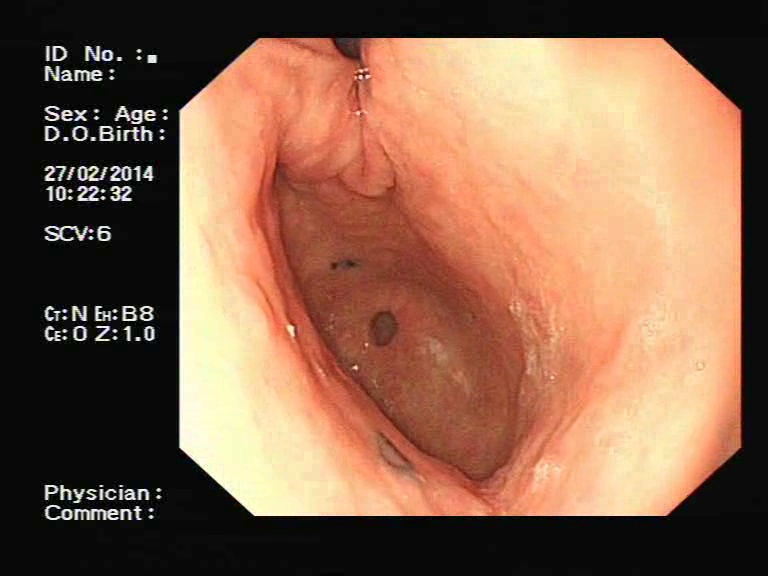 ID No. :
Name:
Sex: Age:
D.O.Birth:
27/02/2014
10:22:32
SCV:6
CT:N EH:B8
CE:0 Z:1.0
Physician:
Comment: